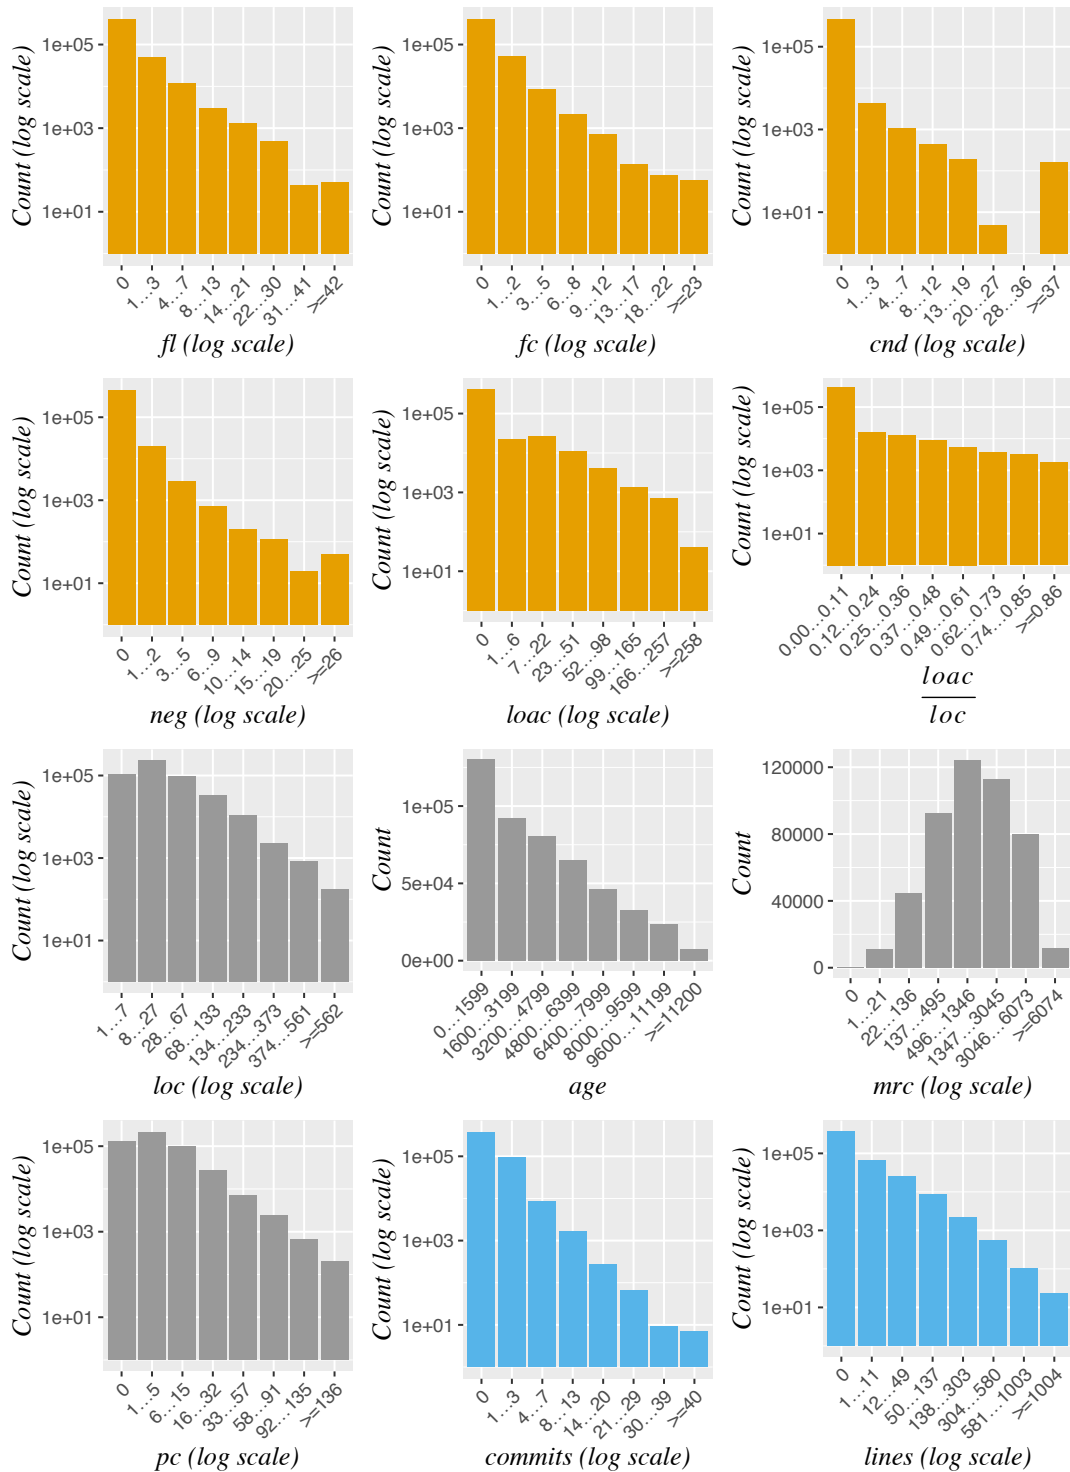 Count (log scale)
1e+05
1e+03
1e+01
0
1...3
4...7
8...13
14...21
22...30
31...41
>=42
fl (log scale)
Count (log scale)
1e+05
1e+03
1e+01
0
1...2
3...5
6...8
9...12
13...17
18...22
>=23
fc (log scale)
Count (log scale)
1e+05
1e+03
1e+01
0
1...3
4...7
8...12
13...19
20...27
28...36
>=37
cnd (log scale)
Count (log scale)
1e+05
1e+03
1e+01
0
1...2
3...5
6...9
10...14
15...19
20...25
>=26
neg (log scale)
Count (log scale)
1e+05
1e+03
1e+01
0
1...6
7...22
23...51
52...98
99...165
166...257
>=258
loac (log scale)
Count (log scale)
1e+05
1e+03
1e+01
0.00...0.11
0.12...0.24
0.25...0.36
0.37...0.48
0.49...0.61
0.62...0.73
0.74...0.85
>=0.86
loac
loc
Count (log scale)
1e+05
1e+03
1e+01
1...7
8...27
28...67
68...133
134...233
234...373
374...561
>=562
loc (log scale)
Count
1e+05
5e+04
0e+00
0...1599
1600...3199
3200...4799
4800...6399
6400...7999
8000...9599
9600...11199
>=11200
age
Count
120000
80000
40000
0
0
1...21
22...136
137...495
496...1346
1347...3045
3046...6073
>=6074
mrc (log scale)
Count (log scale)
1e+05
1e+03
1e+01
0
1...5
6...15
16...32
33...57
58...91
92...135
>=136
pc (log scale)
Count (log scale)
1e+05
1e+03
1e+01
0
1...3
4...7
8...13
14...20
21...29
30...39
>=40
commits (log scale)
Count (log scale)
1e+05
1e+03
1e+01
0
1...11
12...49
50...137
138...303
304...580
581...1003
>=1004
lines (log scale)